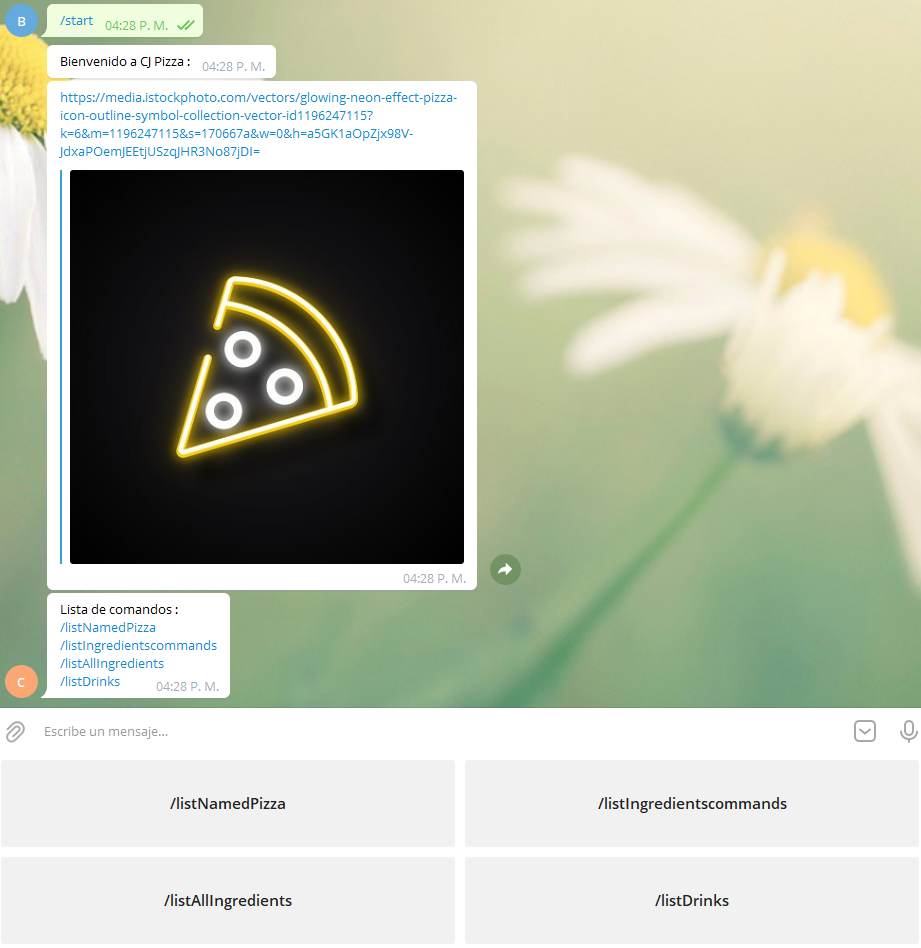 B
/start 04:28 P. M.
Bienvenido a CJ Pizza : 04:28 P. M.
https://media.istockphoto.com/vectors/glowing-neon-effect-pizza-
icon-outline-symbol-collection-vector-id1196247115?
k=6&m=1196247115&s=170667a&w=0&h=a5GK1aOpZjx98V-
JdxaPOemJEEtjUSzqJHR3No87jDI=
04:28 P. M.
Lista de comandos :
/listNamedPizza
/listIngredientscommands
/listAllIngredients
/listDrinks 04:28 P. M.
C
Escribe un mensaje...
/listNamedPizza
/listIngredientscommands
/listAllIngredients
/listDrinks